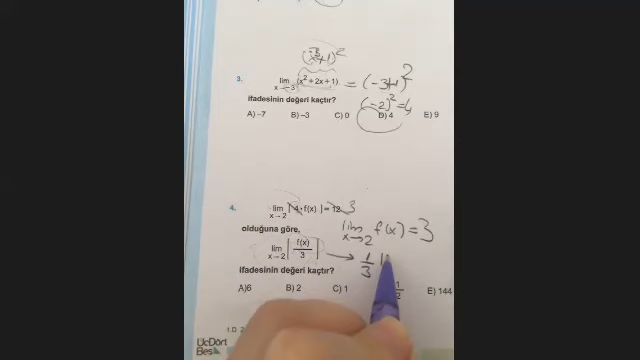 (x+1)²
3. lim (x² + 2x + 1) = (-3+1)²
x→-3
ifadesinin değeri kaçtır? (-2)² = 4
A) –7 B) –3 C) 0 D) 4 E) 9
4. lim |4·f(x)| = 12 3
x→2
olduğuna göre, lim f(x) = 3
x→2
lim |f(x)/3| → 1/3
x→2
ifadesinin değeri kaçtır?
A)6 B) 2 C) 1 E) 144
ÜçDört
Beş